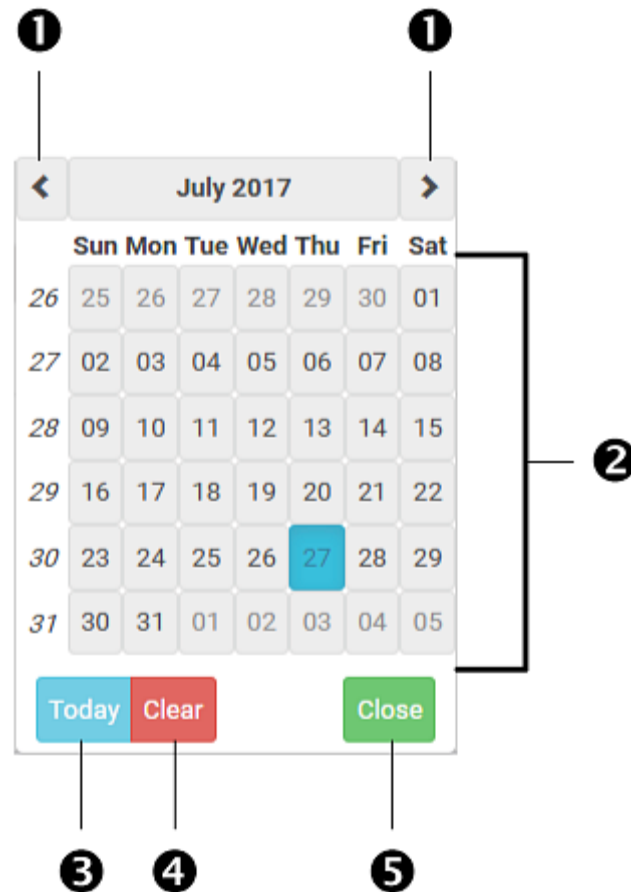 ❶ ❶
July 2017
Sun Mon Tue Wed Thu Fri Sat
26 25 26 27 28 29 30 01
27 02 03 04 05 06 07 08
28 09 10 11 12 13 14 15
❷
29 16 17 18 19 20 21 22
30 23 24 25 26 27 28 29
31 30 31 01 02 03 04 05
Today Clear Close
❸ ❹ ❺